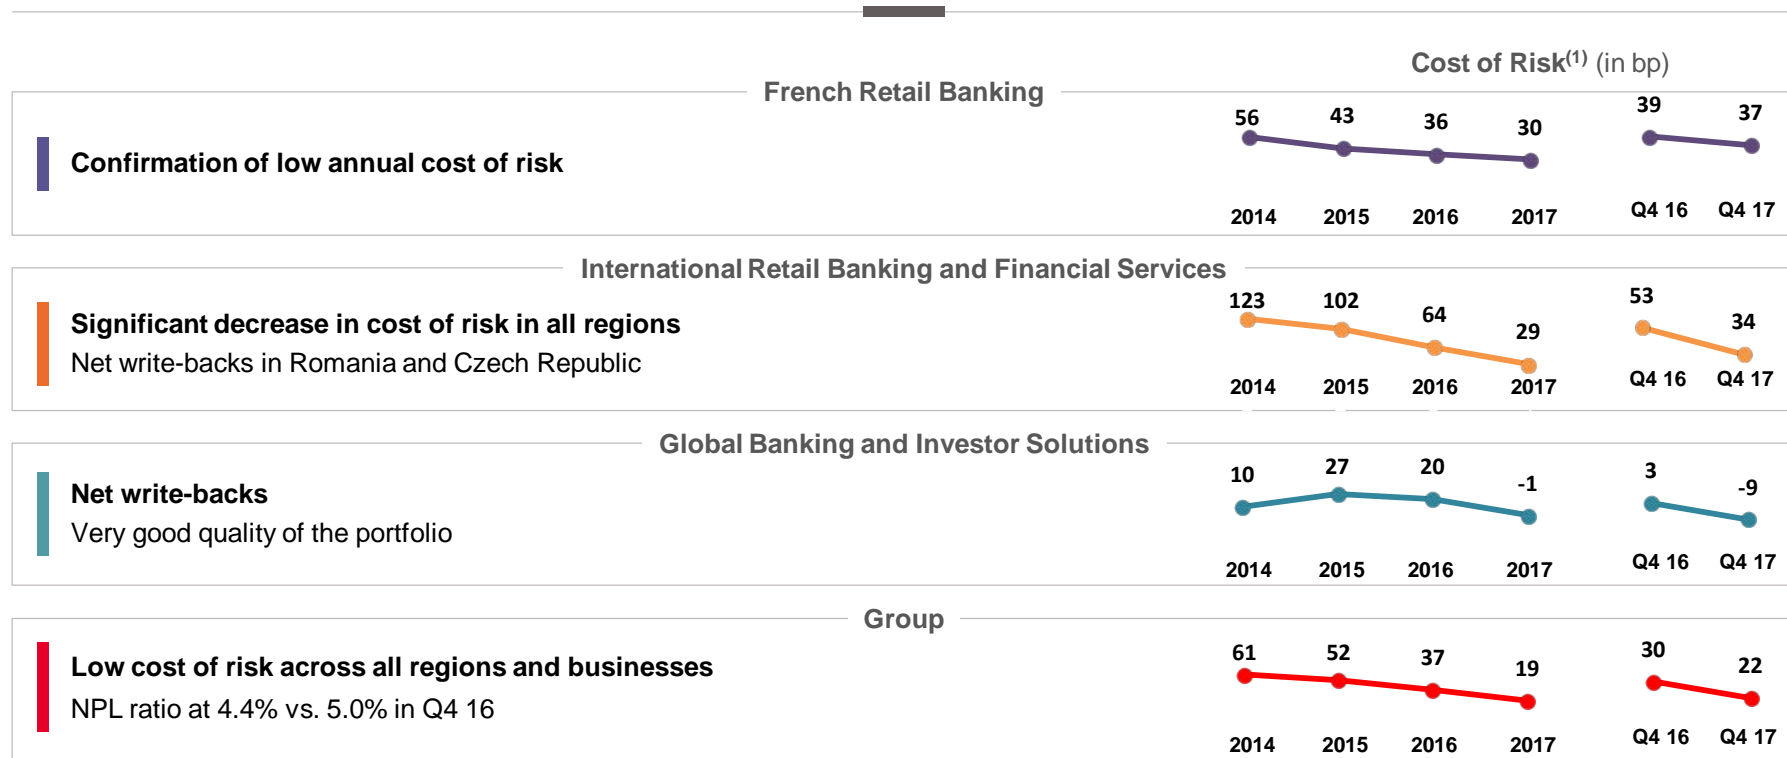 Cost of Risk(1) (in bp)
French Retail Banking
Confirmation of low annual cost of risk
56 43 36 30 39 37
2014 2015 2016 2017 Q4 16 Q4 17
International Retail Banking and Financial Services
Significant decrease in cost of risk in all regions
Net write-backs in Romania and Czech Republic
123 102 64 29 53 34
2014 2015 2016 2017 Q4 16 Q4 17
Global Banking and Investor Solutions
Net write-backs
Very good quality of the portfolio
10 27 20 -1 3 -9
2014 2015 2016 2017 Q4 16 Q4 17
Group
Low cost of risk across all regions and businesses
NPL ratio at 4.4% vs. 5.0% in Q4 16
61 52 37 19 30 22
2014 2015 2016 2017 Q4 16 Q4 17